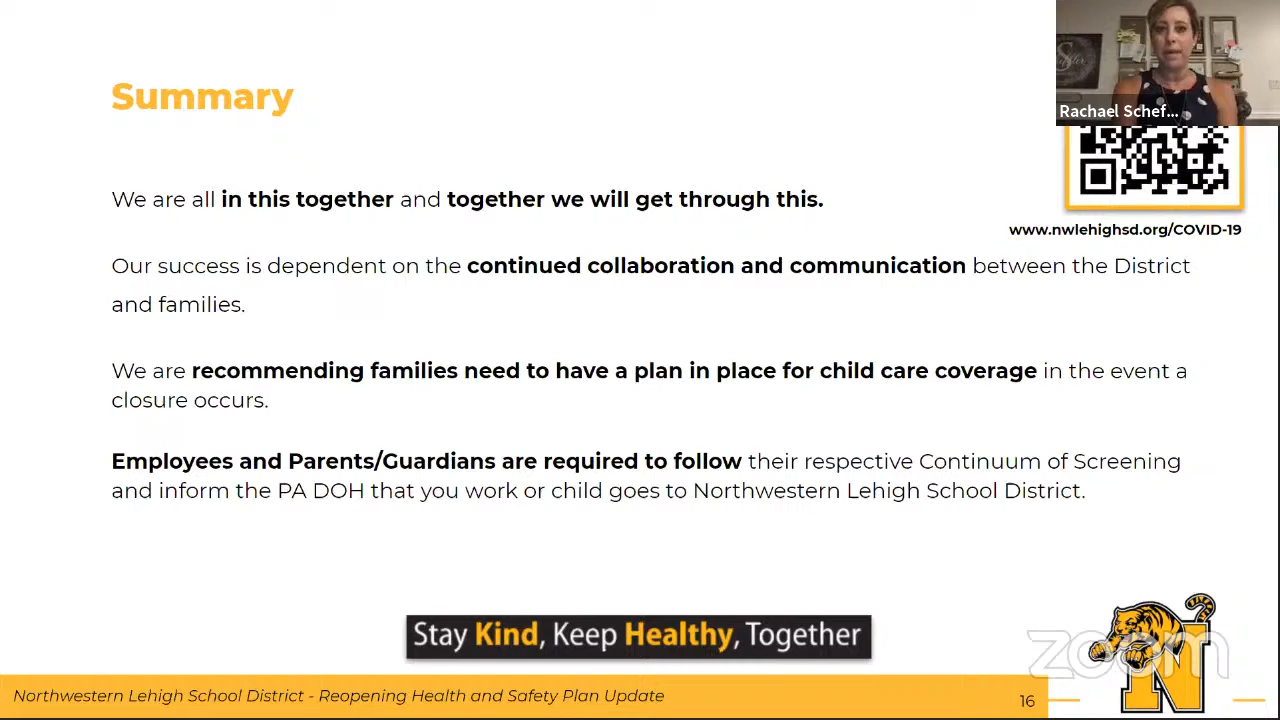 Summary
Rachael Schef...
We are all in this together and together we will get through this.
www.nwlehighsd.org/COVID-19
Our success is dependent on the continued collaboration and communication between the District
and families.
We are recommending families need to have a plan in place for child care coverage in the event a
closure occurs.
Employees and Parents/Guardians are required to follow their respective Continuum of Screening
and inform the PA DOH that you work or child goes to Northwestern Lehigh School District.
Stay Kind, Keep Healthy, Together
zoom
N
Northwestern Lehigh School District - Reopening Health and Safety Plan Update
16